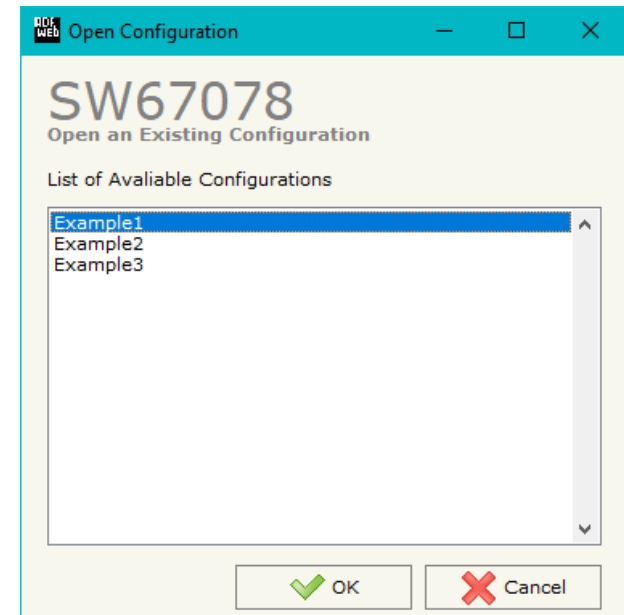 ADF
WEB Open Configuration
SW67078
Open an Existing Configuration
List of Avaliable Configurations
Example1
Example2
Example3
OK Cancel